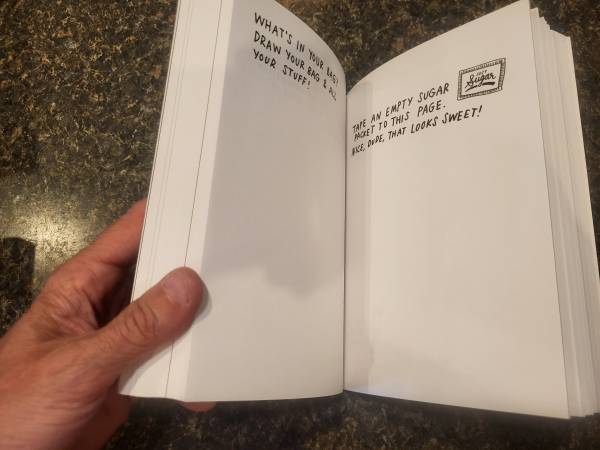 WHAT'S IN YOUR BAG?
DRAW YOUR BAG & ALL
YOUR STUFF!
Sugar
TAPE AN EMPTY SUGAR
PACKET TO THIS PAGE.
NICE, DUDE, THAT LOOKS SWEET!